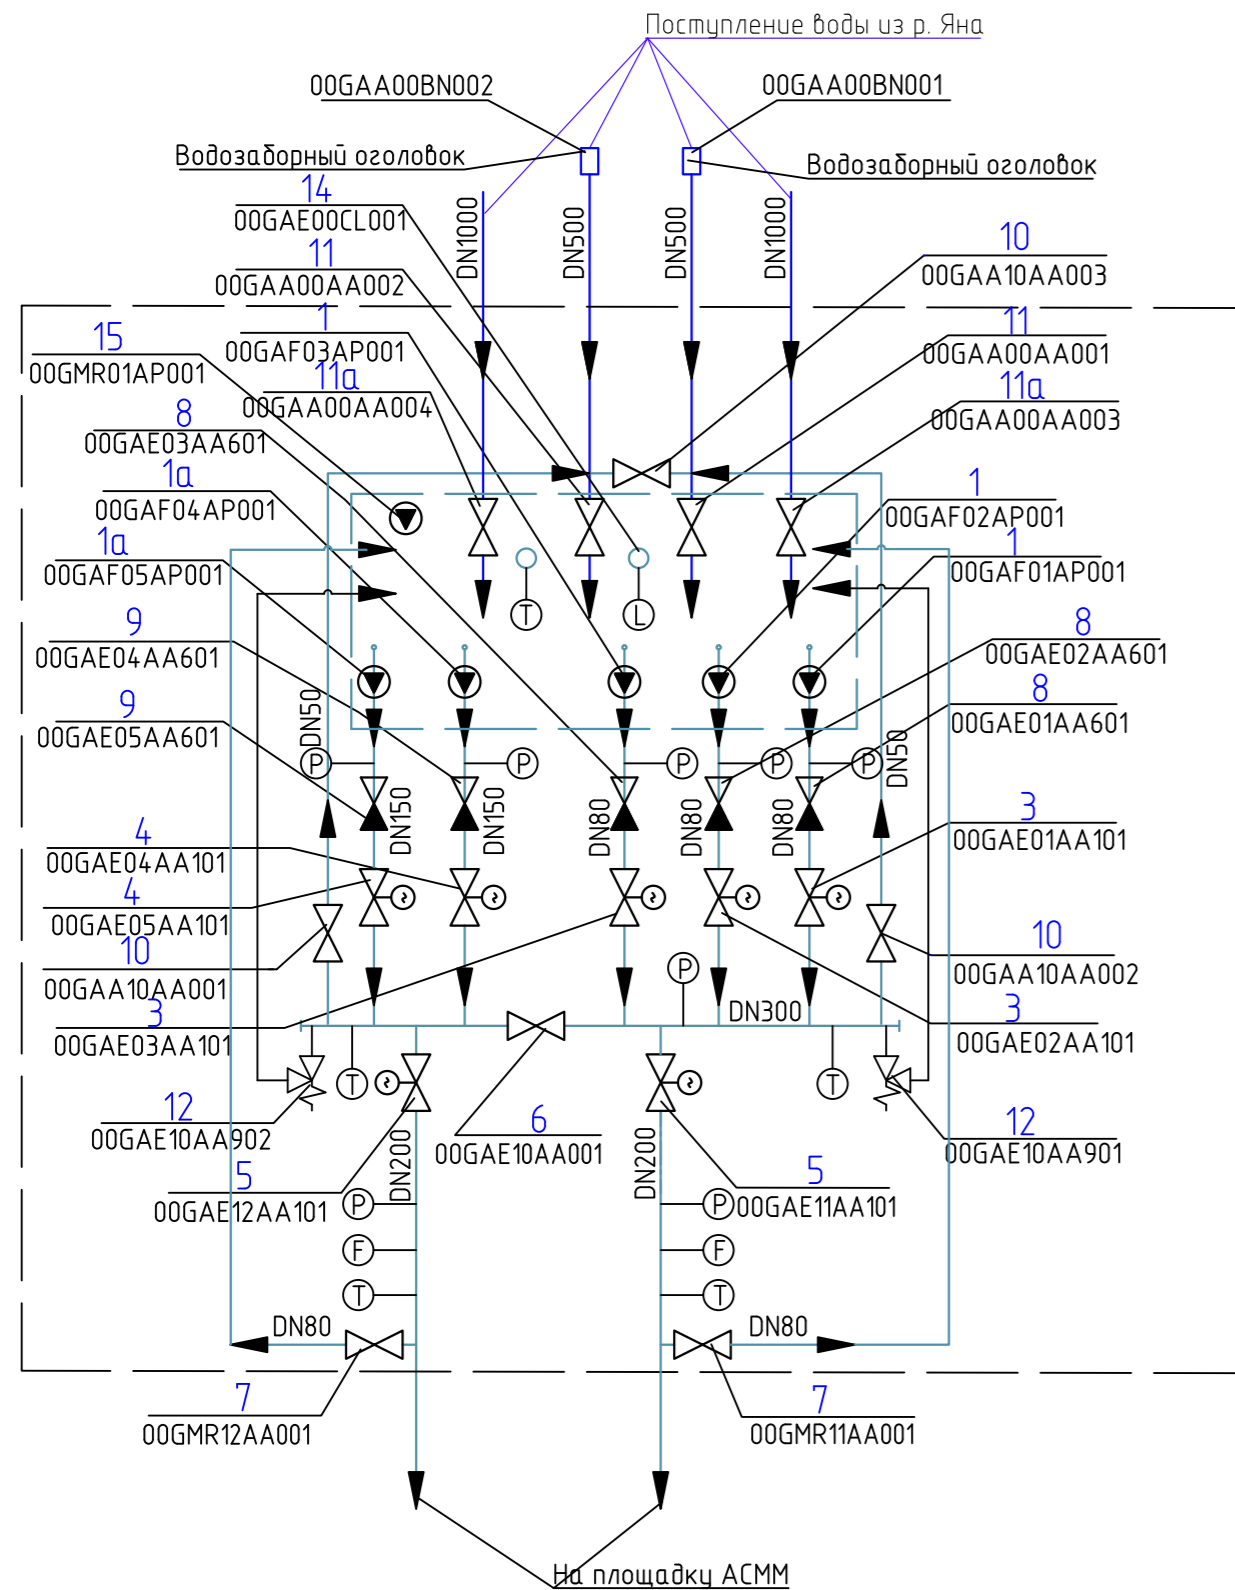 Поступление воды из р. Яна
00GAA00BN002
00GAA00BN001
Водозаборный оголовок
Водозаборный оголовок
14
00GAE00CL001
DN1000
DN500
DN500
DN1000
10
00GAA10AA003
11
00GAA00AA002
1
00GAF03AP001
11
00GAA00AA001
15
00GMR01AP001
11а
00GAA00AA004
11а
00GAA00AA003
8
00GAE03AA601
1а
00GAF04AP001
1
00GAF02AP001
1а
00GAF05AP001
1
00GAF01AP001
T
L
9
00GAE04AA601
8
00GAE02AA601
9
00GAE05AA601
8
00GAE01AA601
DN50
DN50
P
P
P
P
P
DN150
DN150
DN80
DN80
DN80
4
00GAE04AA101
3
00GAE01AA101
4
00GAE05AA101
~
~
~
~
~
10
00GAA10AA001
10
00GAA10AA002
P
DN300
3
00GAE03AA101
3
00GAE02AA101
T
~
~
T
12
00GAE10AA902
6
00GAE10AA001
12
00GAE10AA901
DN200
DN200
5
00GAE12AA101
5
00GAE11AA101
P
P
F
F
T
T
DN80
DN80
7
00GMR12AA001
7
00GMR11AA001
На площадку АСММ